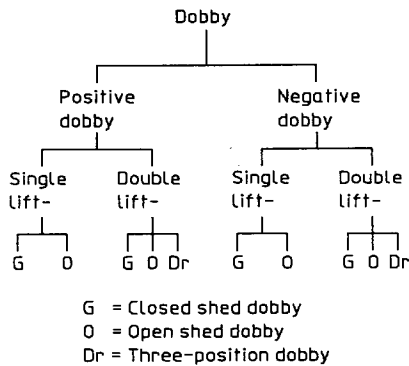 Dobby
Positive dobby
Negative dobby
Single lift-
Double lift-
Single lift-
Double lift-
G O
G O Dr
G O
G O Dr
G = Closed shed dobby
O = Open shed dobby
Dr = Three-position dobby